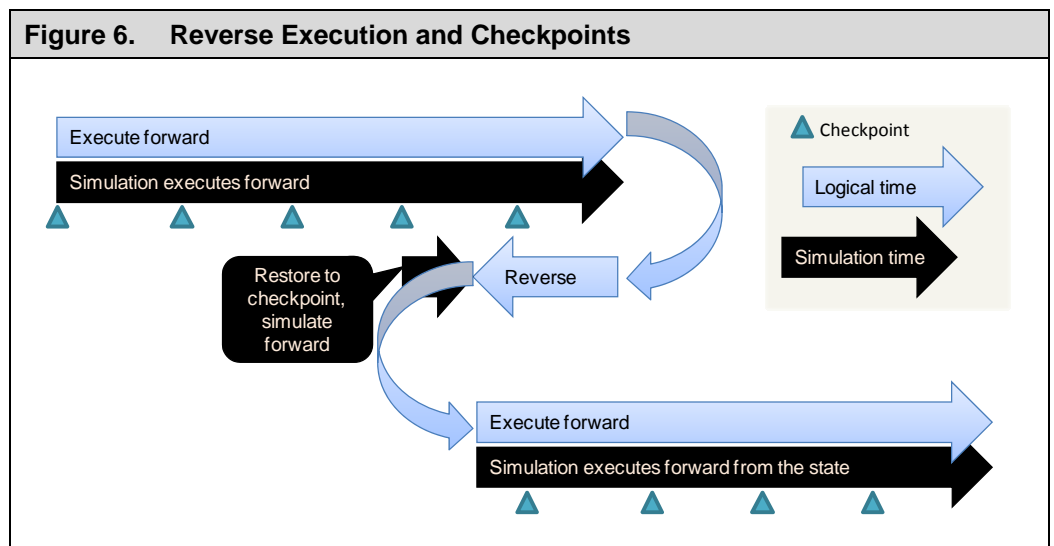 Figure 6. Reverse Execution and Checkpoints
Execute forward
Simulation executes forward
Checkpoint
Logical time
Simulation time
Restore to
checkpoint,
simulate
forward
Reverse
Execute forward
Simulation executes forward from the state